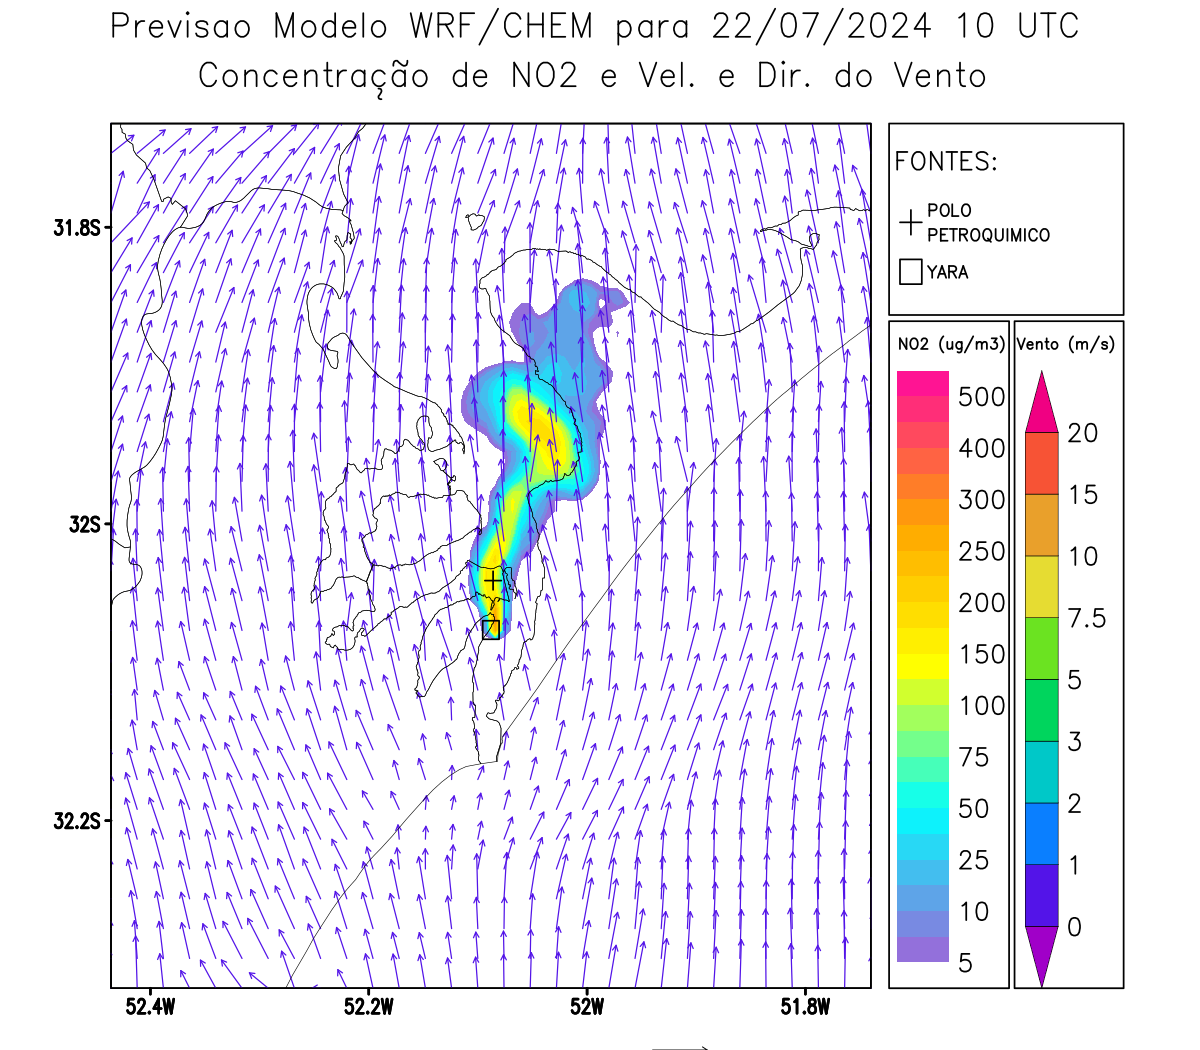 Previsao Modelo WRF/CHEM para 22/07/2024 10 UTC
Concentração de NO2 e Vel. e Dir. do Vento
FONTES:
POLO
PETROQUIMICO
YARA
NO2 (ug/m3)
500
400
300
250
200
150
100
75
50
25
10
5
Vento (m/s)
20
15
10
7.5
5
3
2
1
0
31.8S
32S
32.2S
52.4W
52.2W
52W
51.8W